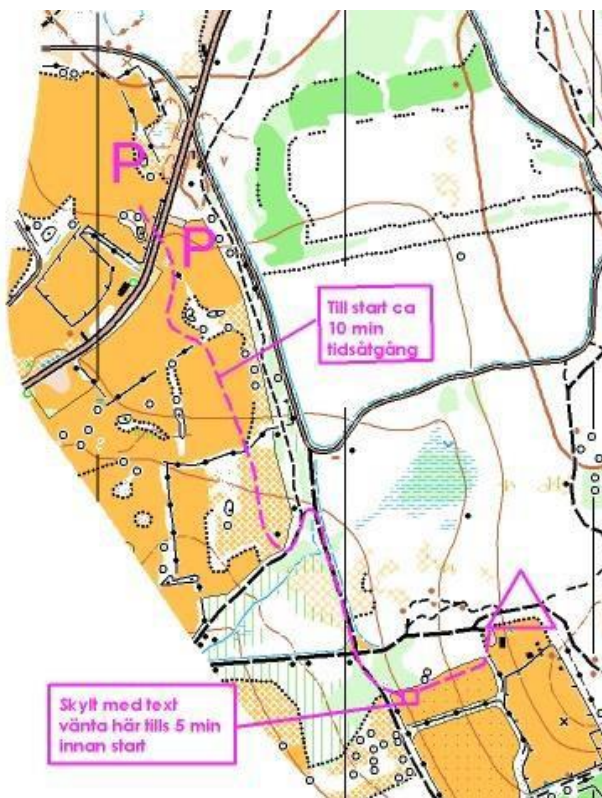 P
P
Till start ca
10 min
tidsåtgång
Skylt med text
vänta här tills 5 min
innan start